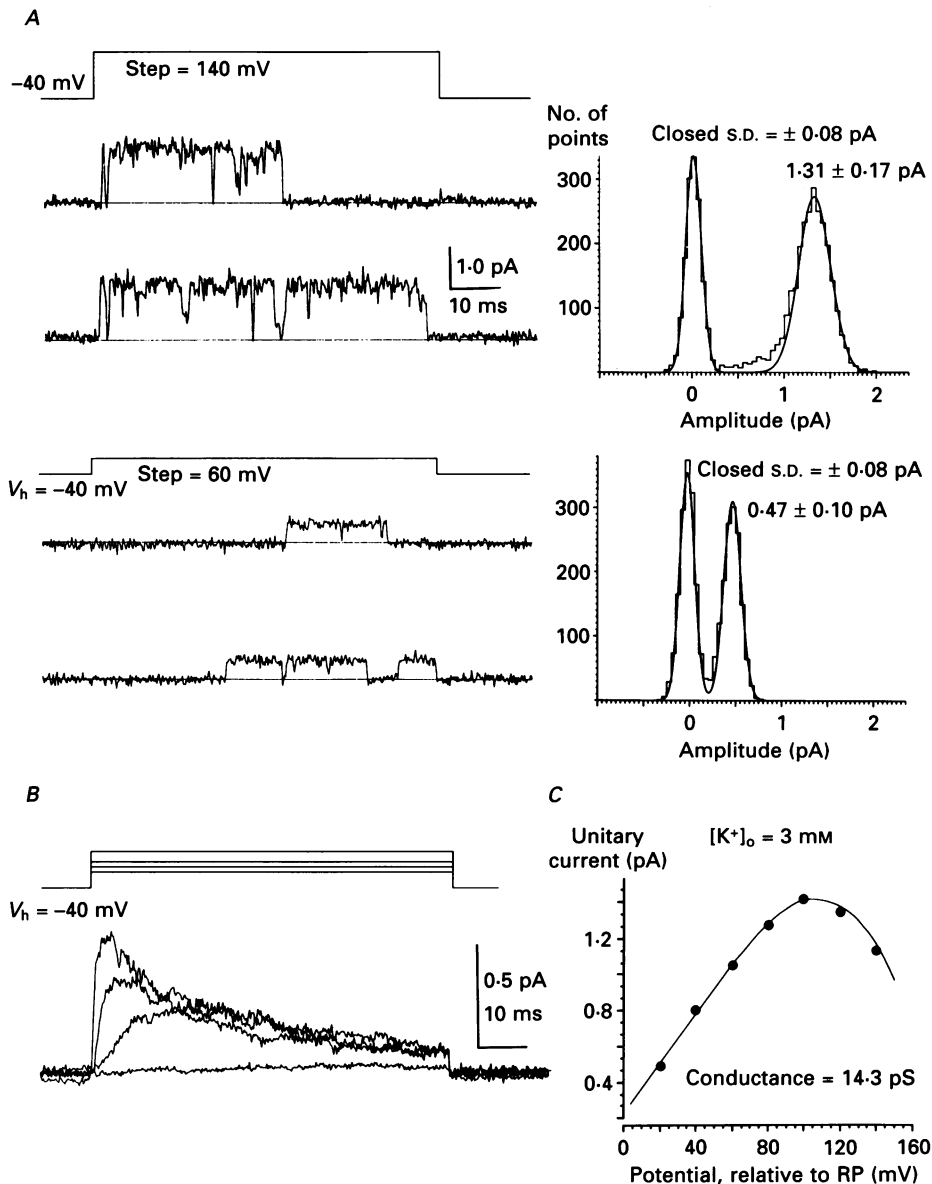 A
−40 mV
Step = 140 mV
1·0 pA
10 ms
No. of
points
Closed S.D. = ± 0·08 pA
1·31 ± 0·17 pA
300
200
100
0 1 2
Amplitude (pA)
Step = 60 mV
Vh = −40 mV
Closed S.D. = ± 0·08 pA
0·47 ± 0·10 pA
300
200
100
0 1 2
Amplitude (pA)
B
Vh = −40 mV
0·5 pA
10 ms
C
Unitary
current (pA)
[K+]o = 3 mM
1·2
0·8
0·4
Conductance = 14·3 pS
0 40 80 120 160
Potential, relative to RP (mV)